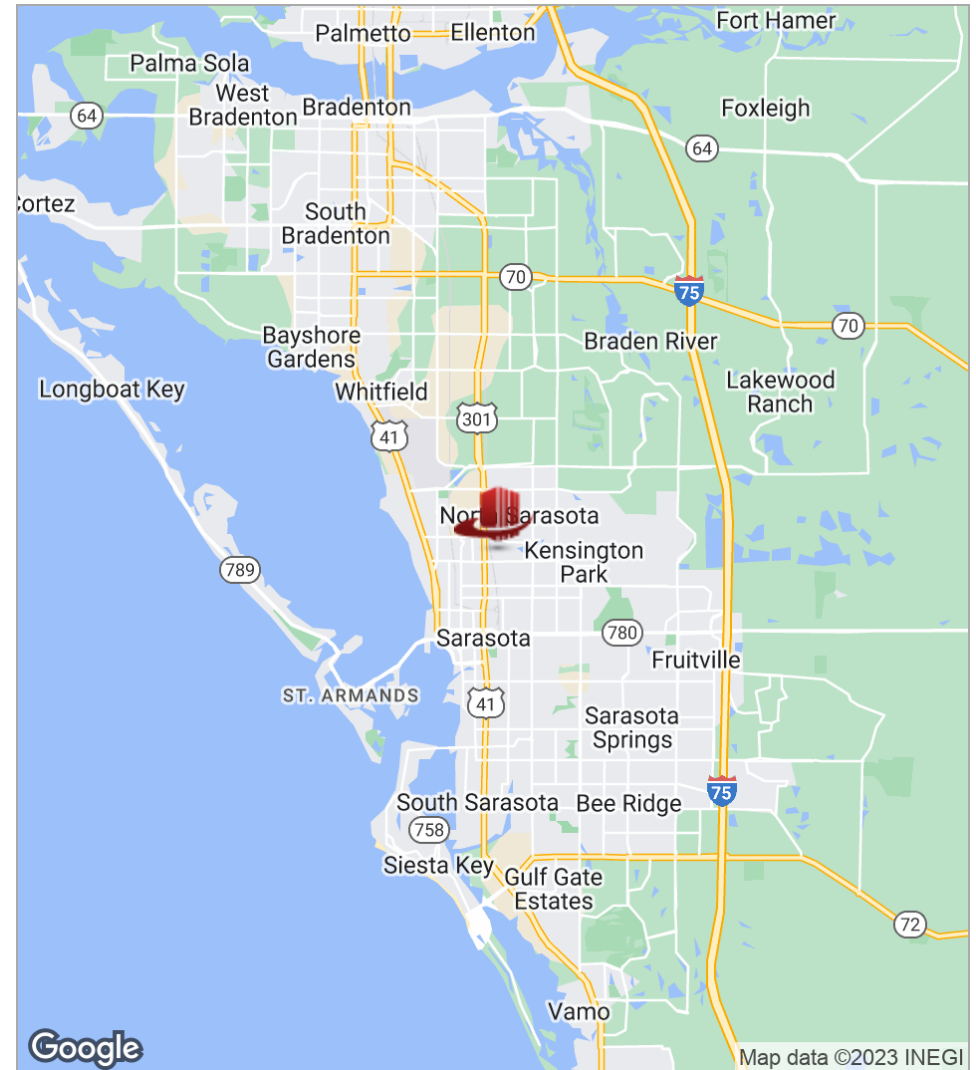 Fort Hamer
Palmetto
Ellenton
Palma Sola
West
Bradenton
Bradenton
64
Foxleigh
64
Cortez
South
Bradenton
70
75
70
Bayshore
Gardens
Braden River
Longboat Key
Whitfield
Lakewood
Ranch
301
41
North Sarasota
Kensington
Park
789
Sarasota
780
Fruitville
ST. ARMANDS
41
Sarasota
Springs
75
South Sarasota
Bee Ridge
758
Siesta Key
Gulf Gate
Estates
72
Vamo
Google
Map data ©2023 INEGI